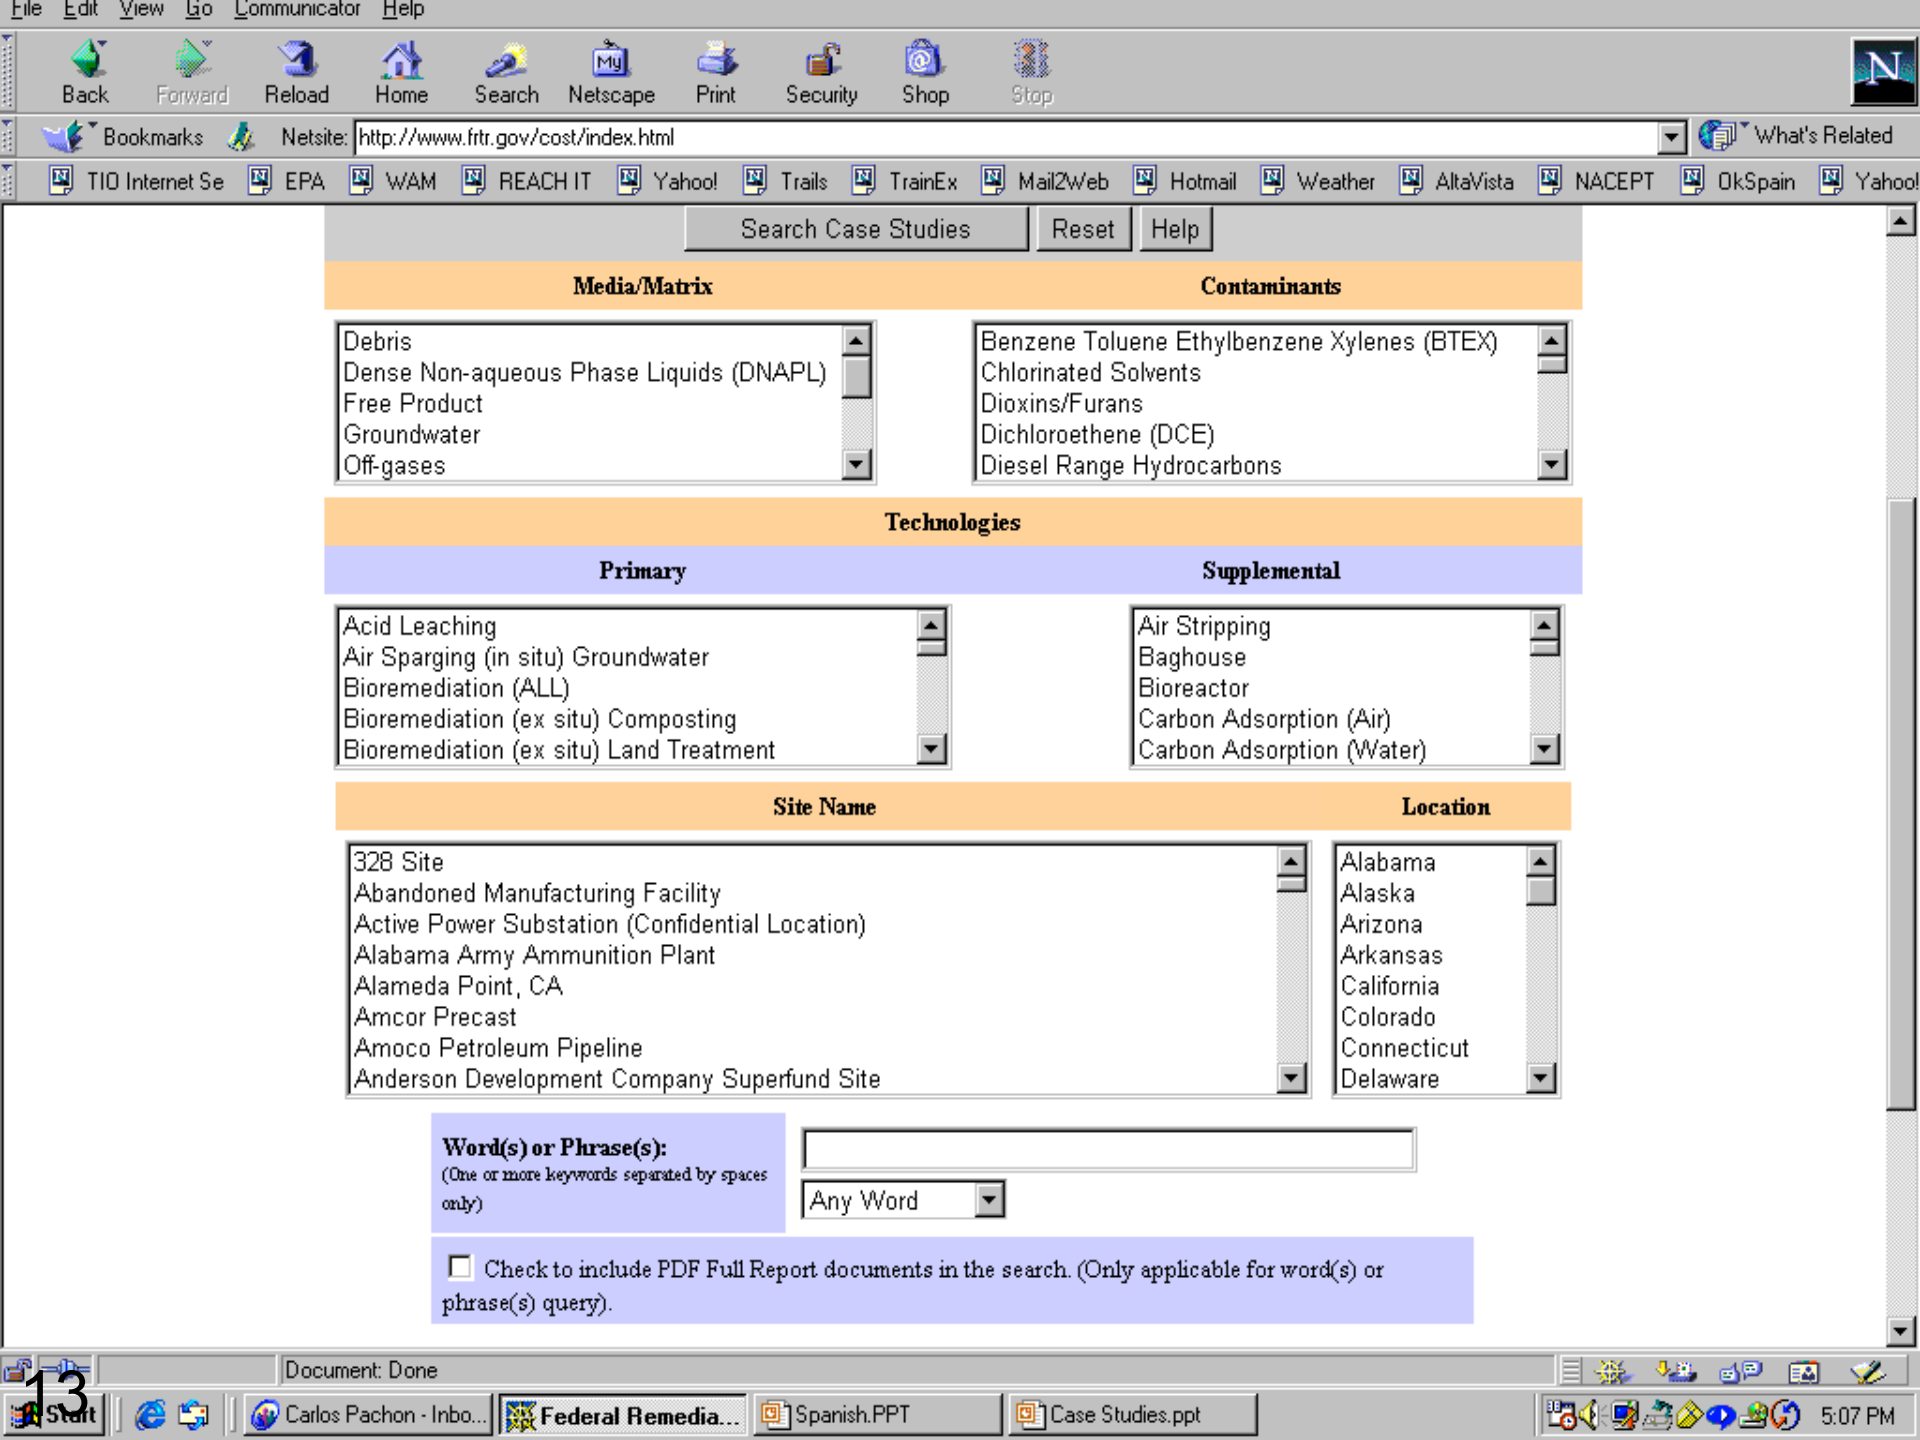 File Edit View Go Communicator Help
Back Forward Reload Home Search Netscape Print Security Shop Stop
My
N
Bookmarks Netsite: http://www.frtr.gov/cost/index.html What's Related
TIO Internet Se EPA WAM REACH IT Yahoo! Trails TrainEx Mail2Web Hotmail Weather AltaVista NACEPT OkSpain Yahoo!
Search Case Studies Reset Help
Media/Matrix Contaminants
Debris
Dense Non-aqueous Phase Liquids (DNAPL)
Free Product
Groundwater
Off-gases
Benzene Toluene Ethylbenzene Xylenes (BTEX)
Chlorinated Solvents
Dioxins/Furans
Dichloroethene (DCE)
Diesel Range Hydrocarbons
Technologies
Primary Supplemental
Acid Leaching
Air Sparging (in situ) Groundwater
Bioremediation (ALL)
Bioremediation (ex situ) Composting
Bioremediation (ex situ) Land Treatment
Air Stripping
Baghouse
Bioreactor
Carbon Adsorption (Air)
Carbon Adsorption (Water)
Site Name Location
328 Site
Abandoned Manufacturing Facility
Active Power Substation (Confidential Location)
Alabama Army Ammunition Plant
Alameda Point, CA
Amcor Precast
Amoco Petroleum Pipeline
Anderson Development Company Superfund Site
Alabama
Alaska
Arizona
Arkansas
California
Colorado
Connecticut
Delaware
Word(s) or Phrase(s):
(One or more keywords separated by spaces
only)
Any Word
Check to include PDF Full Report documents in the search. (Only applicable for word(s) or
phrase(s) query).
Document: Done
13
Start Carlos Pachon - Inbo... Federal Remedia... Spanish.PPT Case Studies.ppt 5:07 PM